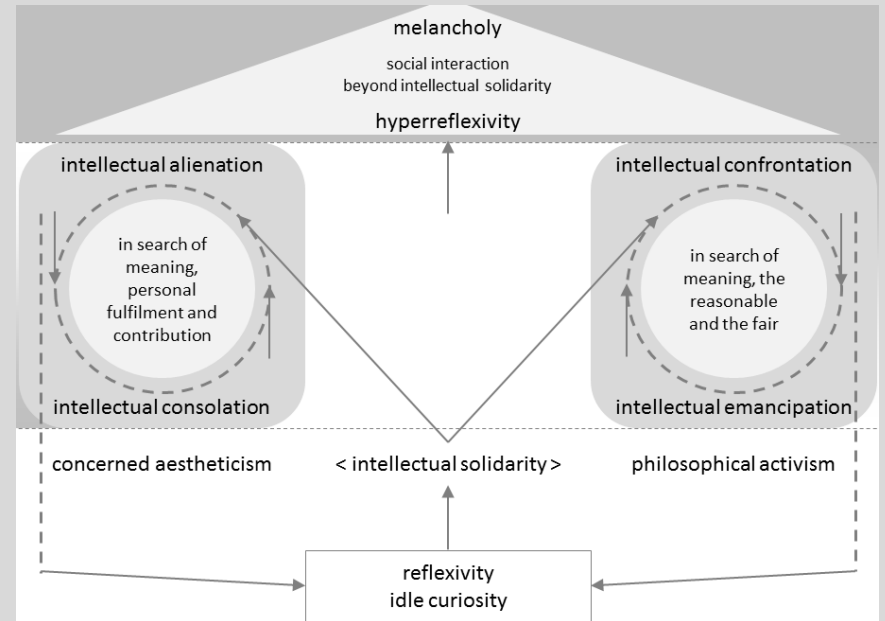 melancholy
social interaction
beyond intellectual solidarity
hyperreflexivity
intellectual alienation
in search of
meaning,
personal
fulfilment and
contribution
intellectual consolation
intellectual confrontation
in search of
meaning, the
reasonable
and the fair
intellectual emancipation
concerned aestheticism
< intellectual solidarity >
philosophical activism
reflexivity
idle curiosity